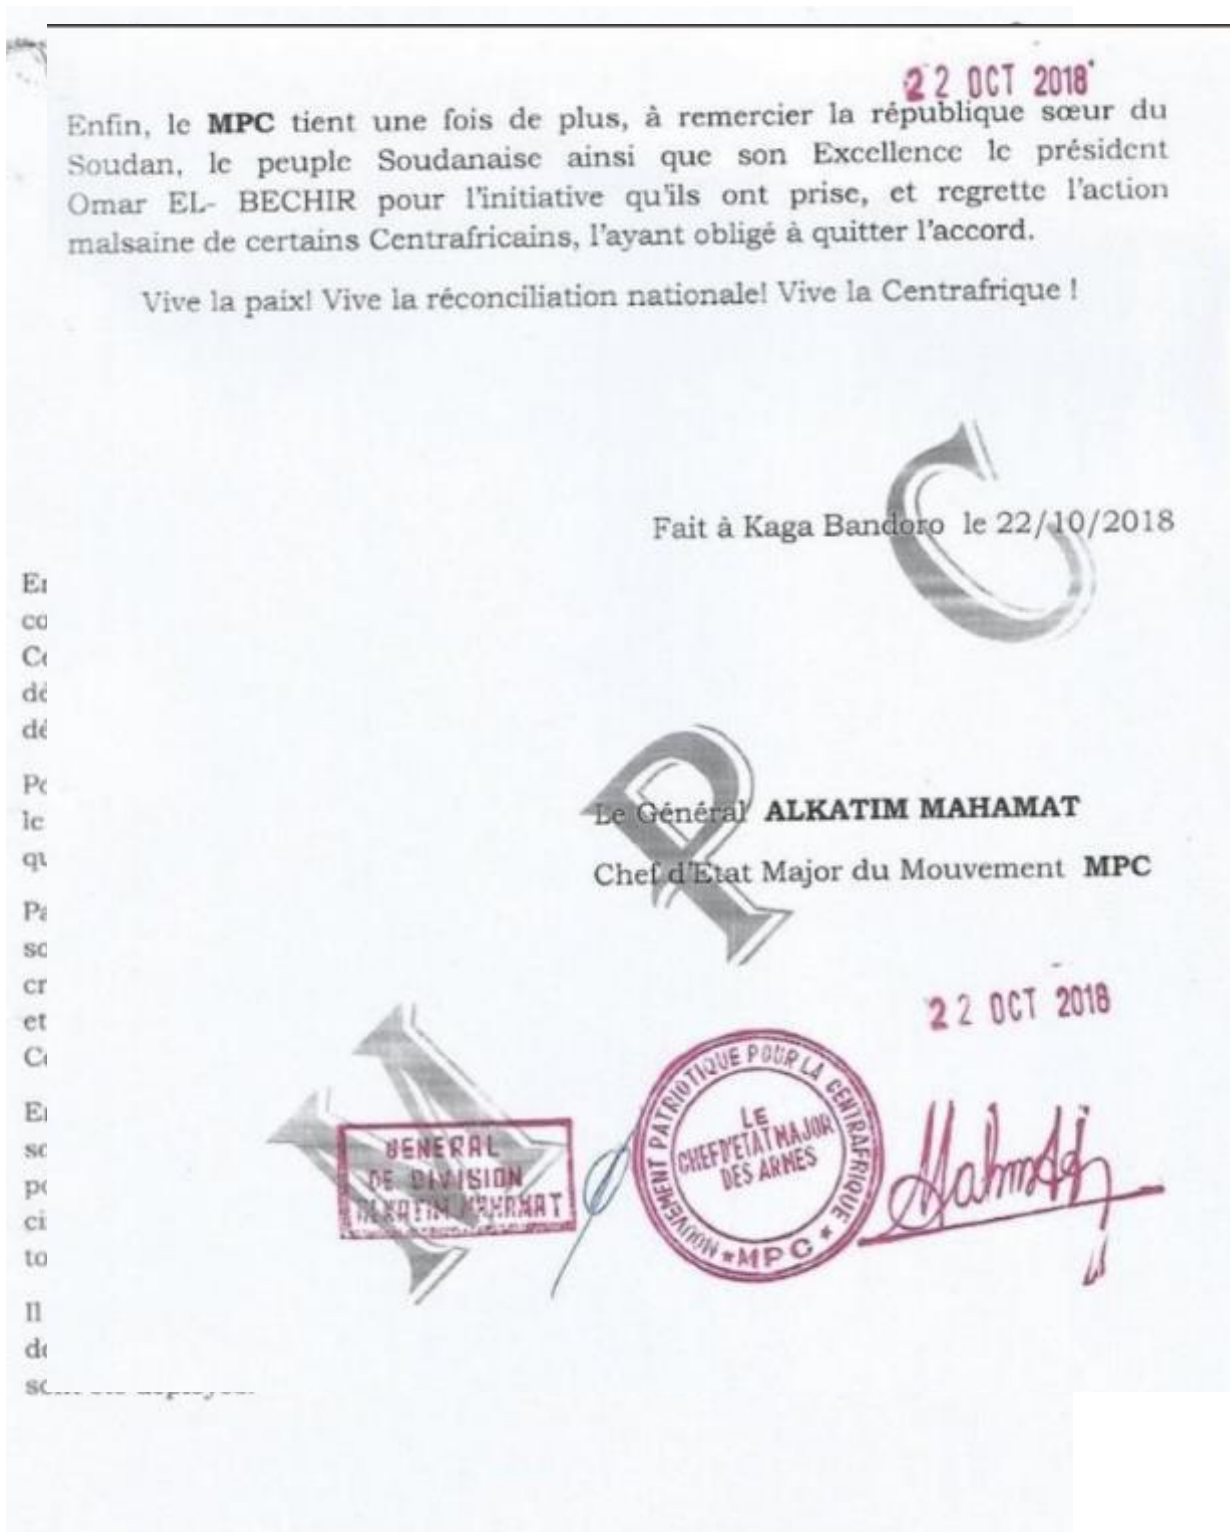 22 OCT 2018
Enfin, le MPC tient une fois de plus, à remercier la république sœur du
Soudan, le peuple Soudanaise ainsi que son Excellence le président
Omar EL- BECHIR pour l'initiative qu'ils ont prise, et regrette l'action
malsaine de certains Centrafricains, l'ayant obligé à quitter l'accord.
Vive la paix! Vive la réconciliation nationale! Vive la Centrafrique !
C
Fait à Kaga Bandoro le 22/10/2018
P
Le Général ALKATIM MAHAMAT
Chef d'Etat Major du Mouvement MPC
22 OCT 2018
M
GENERAL
DE DIVISION
ALKATIM MAHAMAT
MOUVEMENT PATRIOTIQUE POUR LA CENTRAFRIQUE
LE
CHEF D'ETAT MAJOR
DES ARMES
*MPC*
le
et
Il